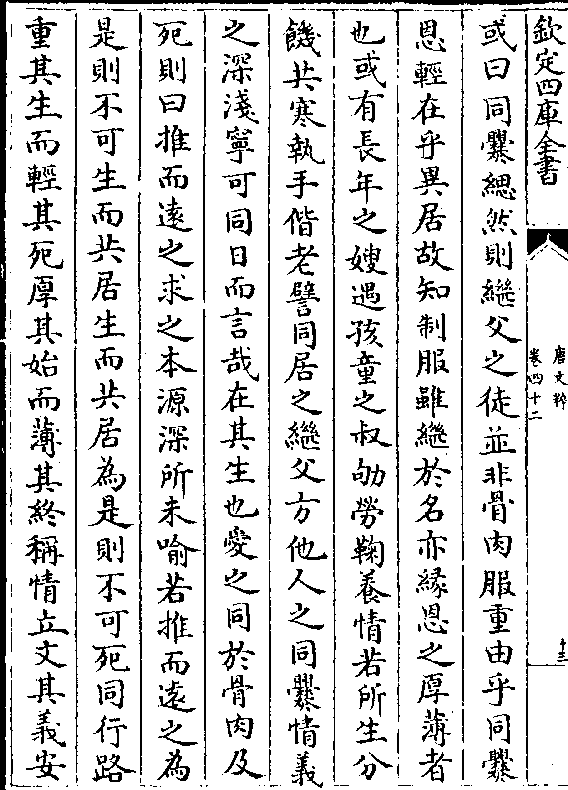 欽定四庫全書
唐文粹
卷四十二
十三
或曰同爨緦然則繼父之徒並非骨肉服重由乎同爨
恩輕在乎異居故知制服雖繼於名亦緣恩之厚薄者
也或有長年之嫂遇孩童之叔劬勞鞠養情若所生分
饑共寒執手偕老譬同居之繼父方他人之同爨情義
之深淺寧可同日而言哉在其生也愛之同於骨肉及
死則曰推而遠之求之本源深所未喻若推而遠之為
是則不可生而共居生而共居為是則不可死同行路
重其生而輕其死厚其始而薄其終稱情立文其義安